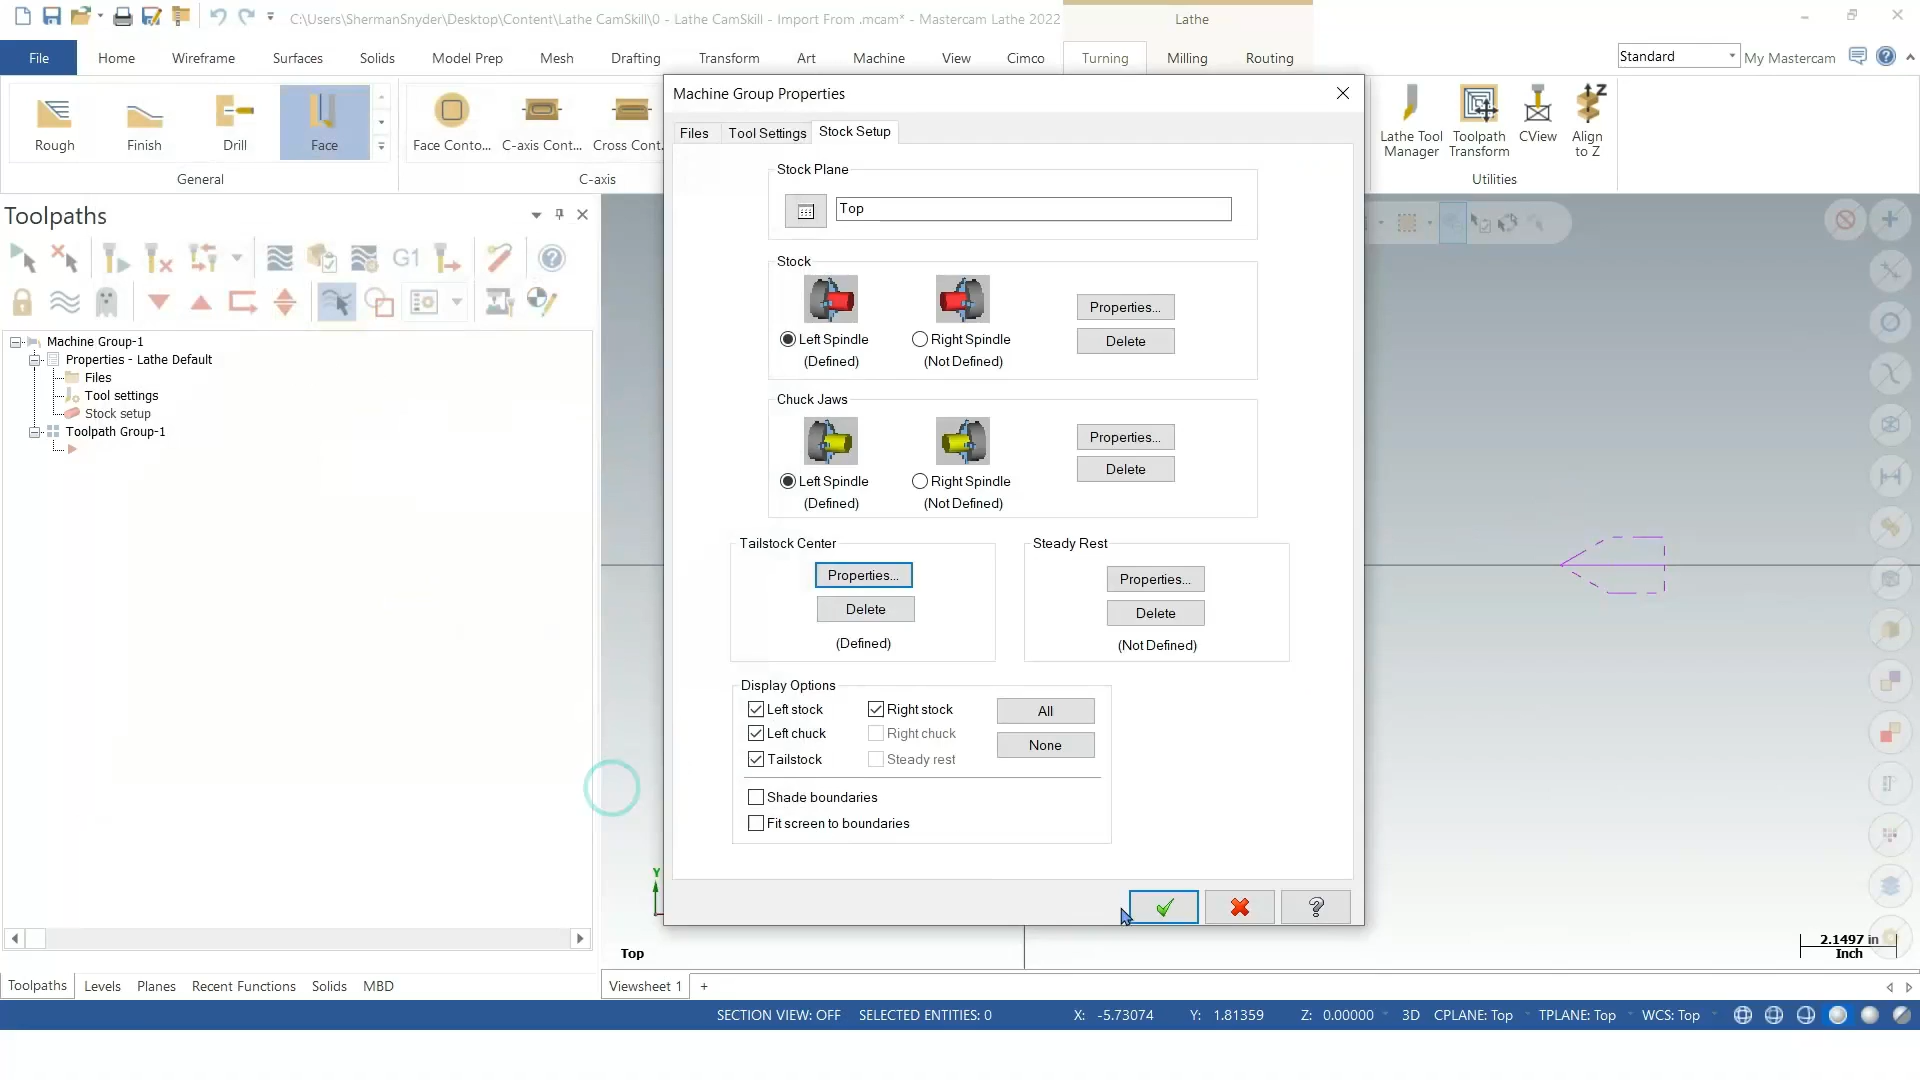 C:\Users\ShermanSnyder\Desktop\Content\Lathe CamSkill\0 - Lathe CamSkill - Import From .mcam* - Mastercam Lathe 2022
Lathe
File Home Wireframe Surfaces Solids Model Prep Mesh Drafting Transform Art Machine View Cimco Turning Milling Routing
Standard My Mastercam
Rough Finish Drill Face
Face Conto... C-axis Cont... Cross Cont.
Lathe Tool Manager
Toolpath Transform
CView
Align to Z
General
C-axis
Utilities
Toolpaths
G1
Machine Group-1
Properties - Lathe Default
Files
Tool settings
Stock setup
Toolpath Group-1
Machine Group Properties
Files Tool Settings Stock Setup
Stock Plane
Top
Stock
Left Spindle
(Defined)
Right Spindle
(Not Defined)
Properties...
Delete
Chuck Jaws
Left Spindle
(Defined)
Right Spindle
(Not Defined)
Properties...
Delete
Tailstock Center
Properties...
Delete
(Defined)
Steady Rest
Properties...
Delete
(Not Defined)
Display Options
Left stock Right stock
Left chuck Right chuck
Tailstock Steady rest
All
None
Shade boundaries
Fit screen to boundaries
Y
Top
2.1497 in
Inch
Toolpaths Levels Planes Recent Functions Solids MBD
Viewsheet 1 +
SECTION VIEW: OFF SELECTED ENTITIES: 0 X: -5.73074 Y: 1.81359 Z: 0.00000 3D CPLANE: Top TPLANE: Top WCS: Top